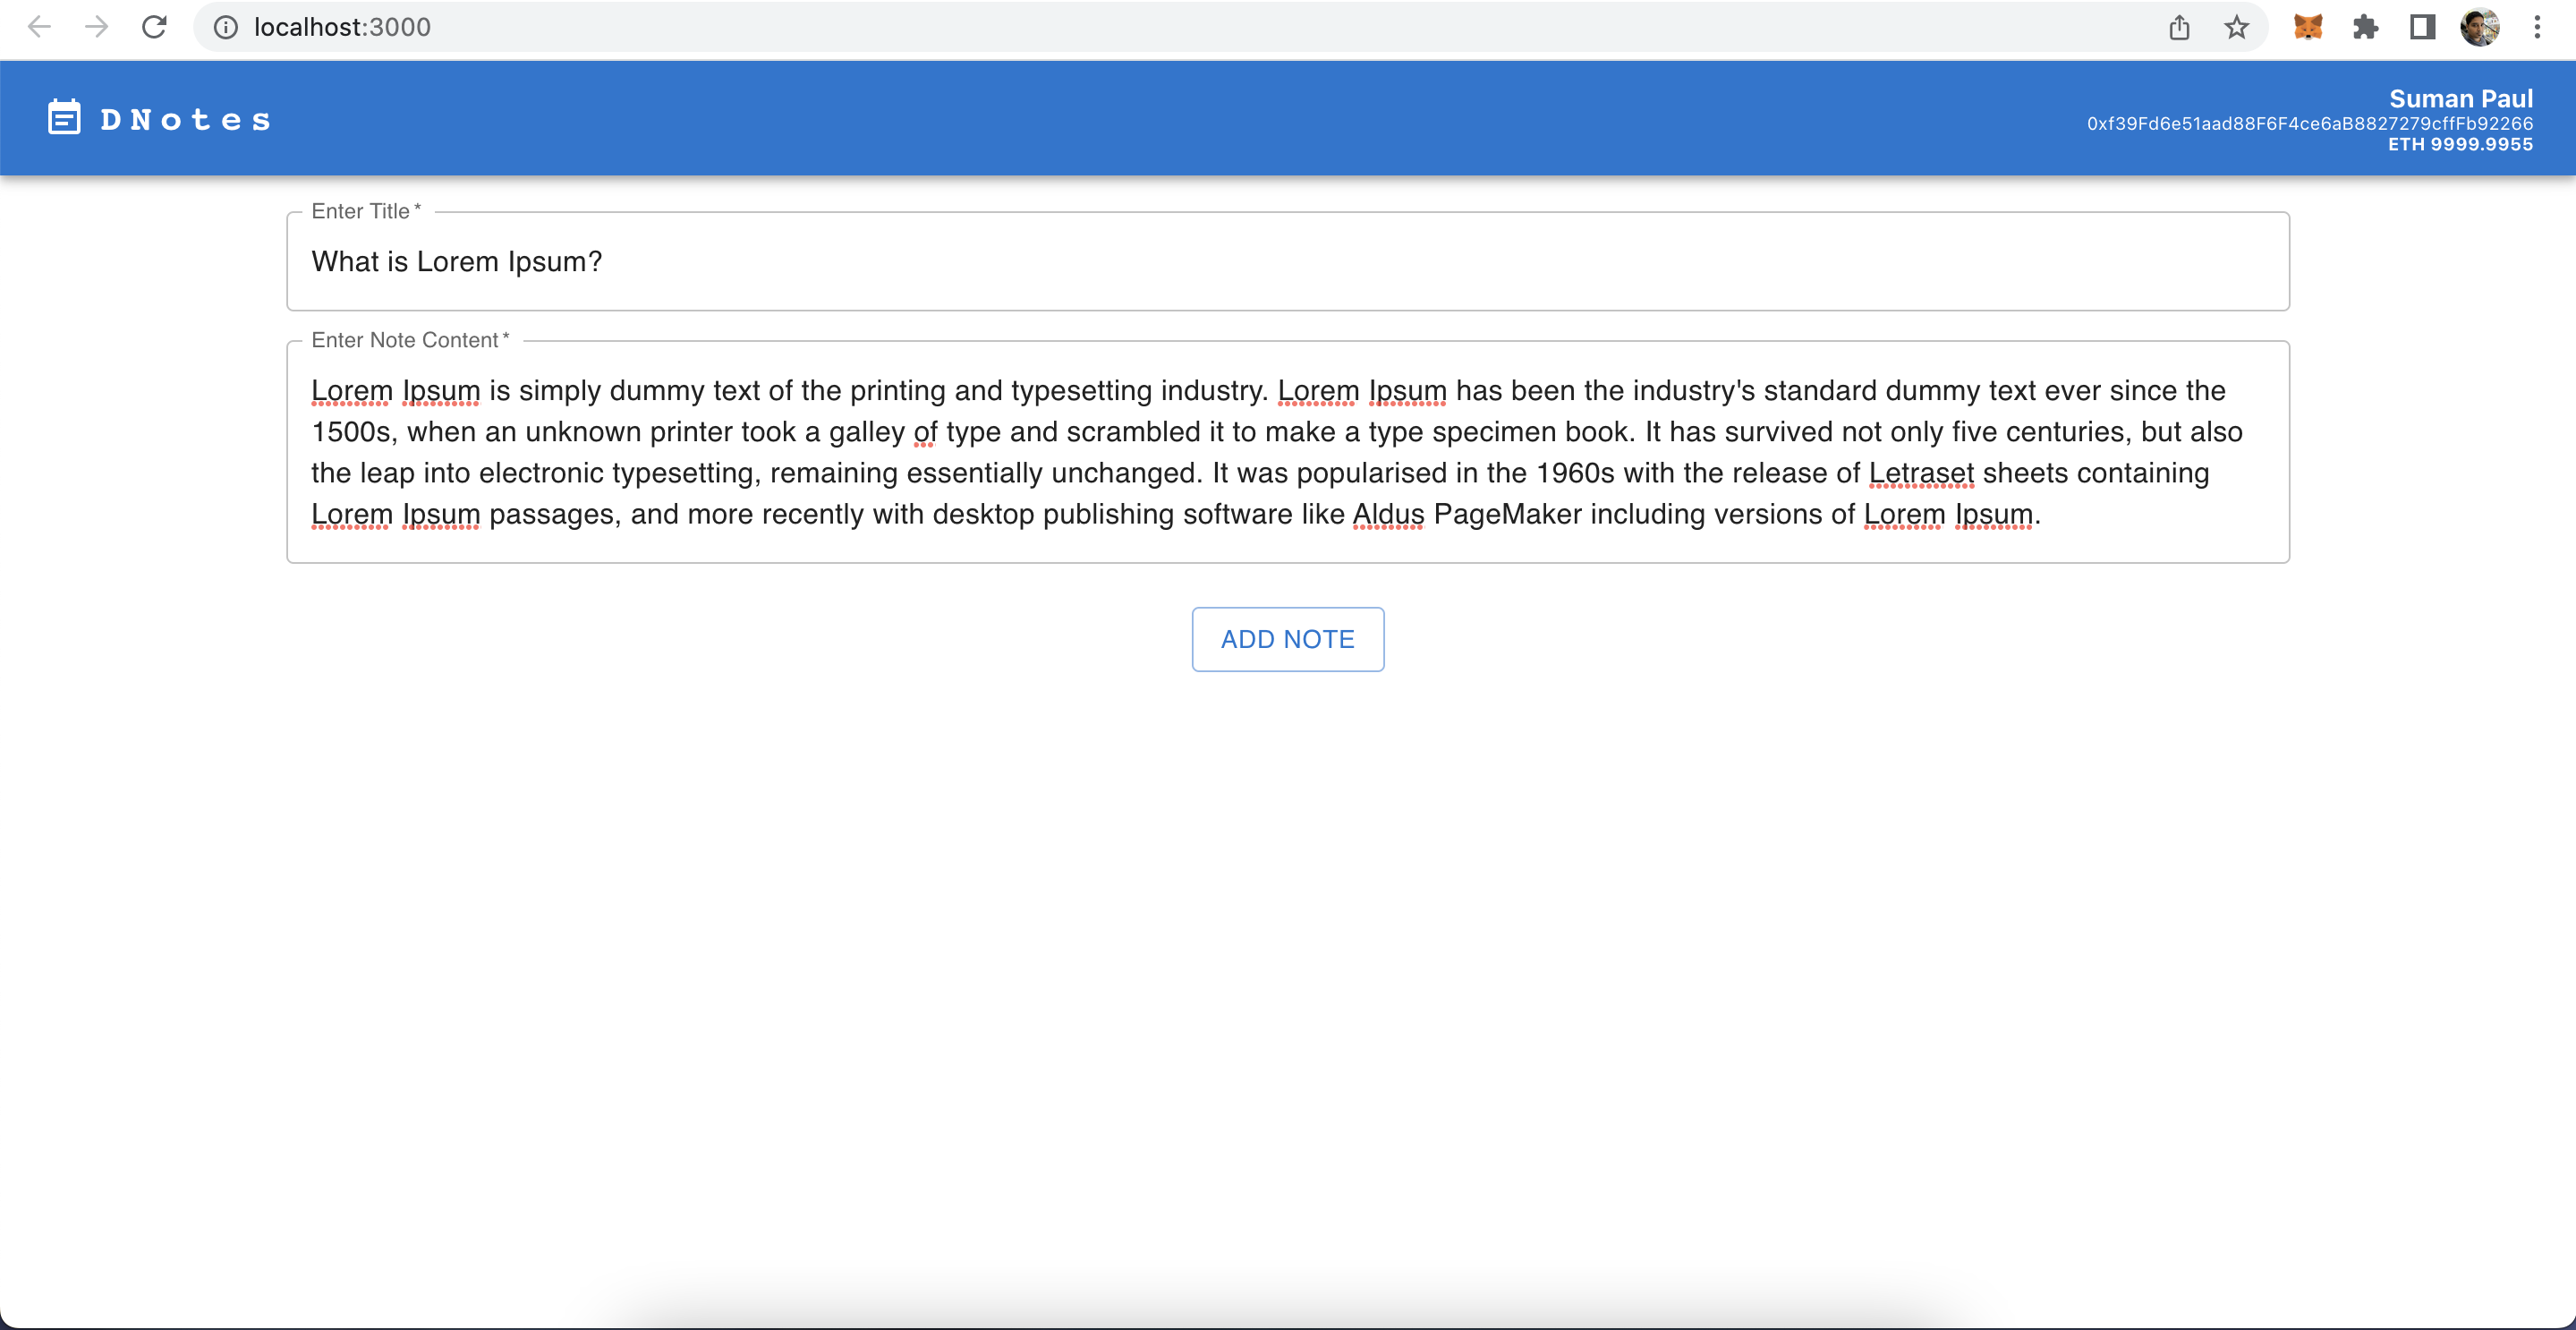 localhost:3000
DNotes
Suman Paul
0xf39Fd6e51aad88F6F4ce6aB8827279cffFb92266
ETH 9999.9955
Enter Title *
What is Lorem Ipsum?
Enter Note Content *
Lorem Ipsum is simply dummy text of the printing and typesetting industry. Lorem Ipsum has been the industry's standard dummy text ever since the
1500s, when an unknown printer took a galley of type and scrambled it to make a type specimen book. It has survived not only five centuries, but also
the leap into electronic typesetting, remaining essentially unchanged. It was popularised in the 1960s with the release of Letraset sheets containing
Lorem Ipsum passages, and more recently with desktop publishing software like Aldus PageMaker including versions of Lorem Ipsum.
ADD NOTE